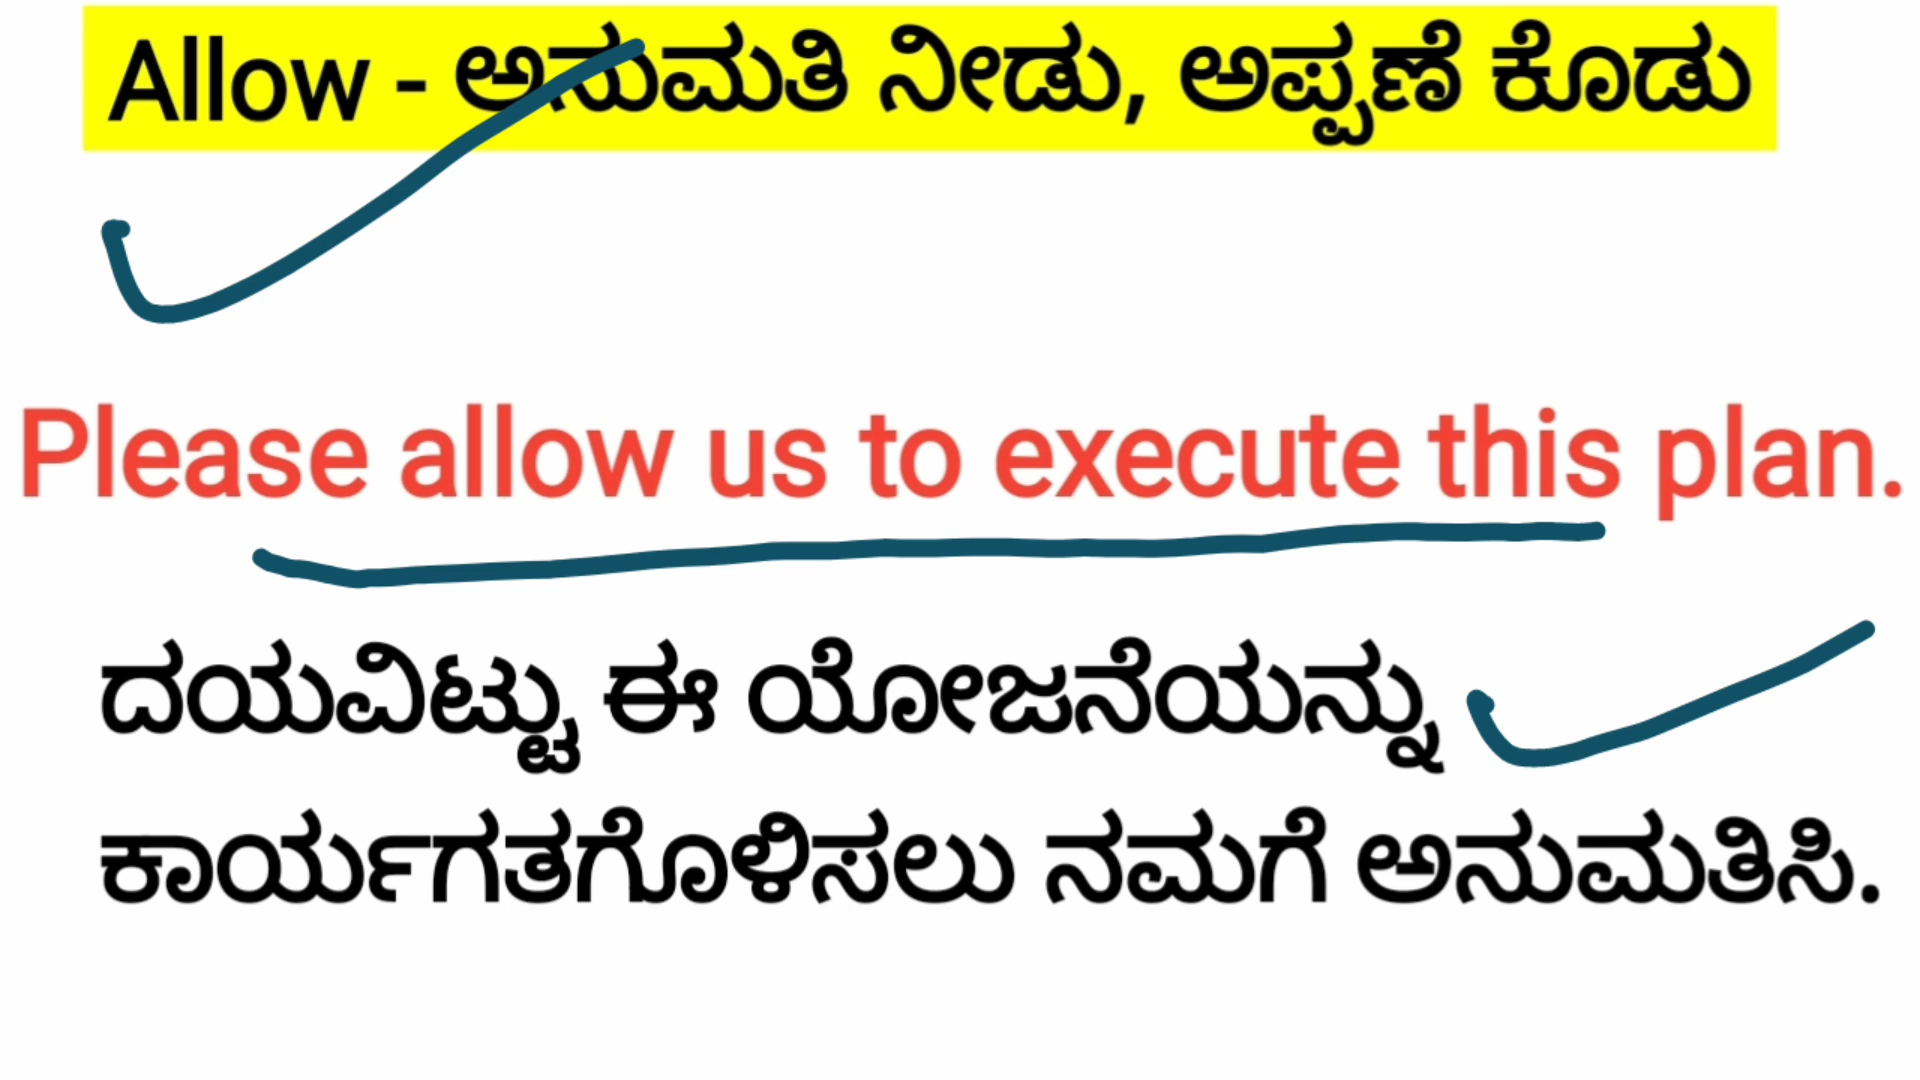 Allow - ಅನುಮತಿ ನೀಡು, ಅಪ್ಪಣೆ ಕೊಡು
Please allow us to execute this plan.
ದಯವಿಟ್ಟು ಈ ಯೋಜನೆಯನ್ನು
ಕಾರ್ಯಗತಗೊಳಿಸಲು ನಮಗೆ ಅನುಮತಿಸಿ.